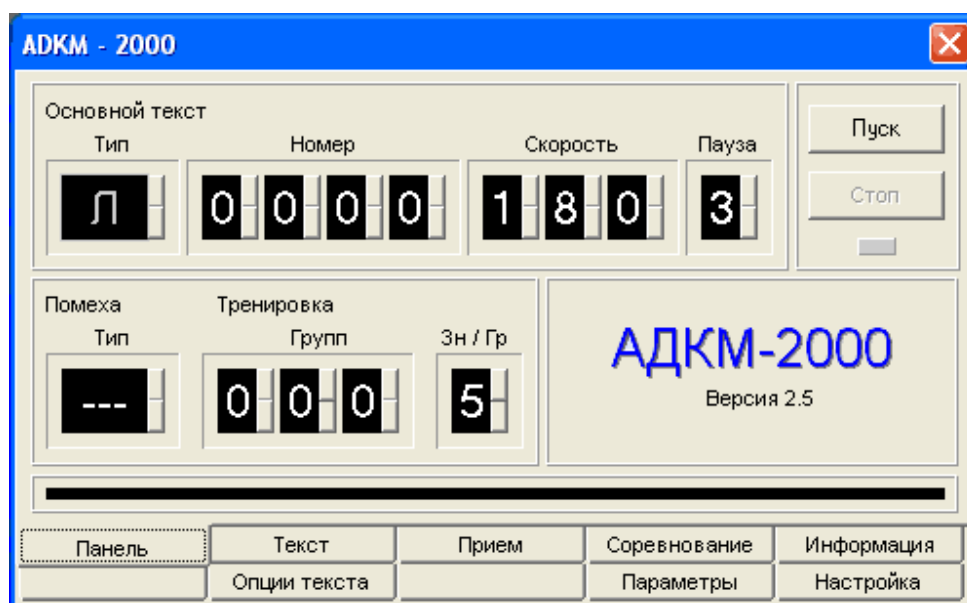 ADKM - 2000
Основной текст
Тип Номер Скорость Пауза
Л 0 0 0 0 1 8 0 3
Пуск
Стоп
Помеха Тренировка
Тип Групп Зн / Гр
--- 0 0 0 5
АДКМ-2000
Версия 2.5
Панель Текст Прием Соревнование Информация
Опции текста Параметры Настройка